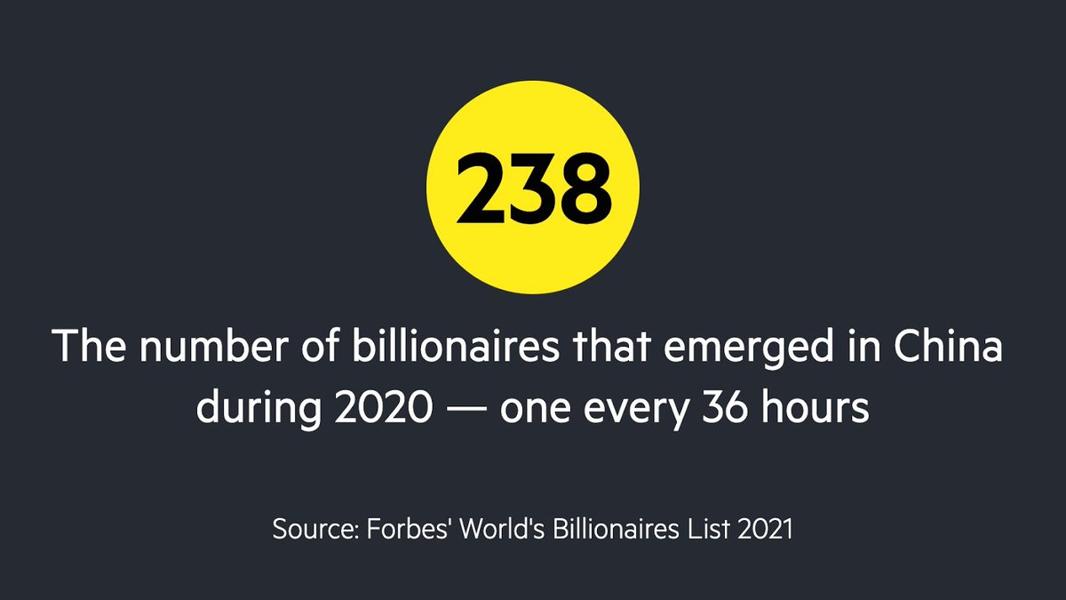 238
The number of billionaires that emerged in China
during 2020 — one every 36 hours
Source: Forbes' World's Billionaires List 2021